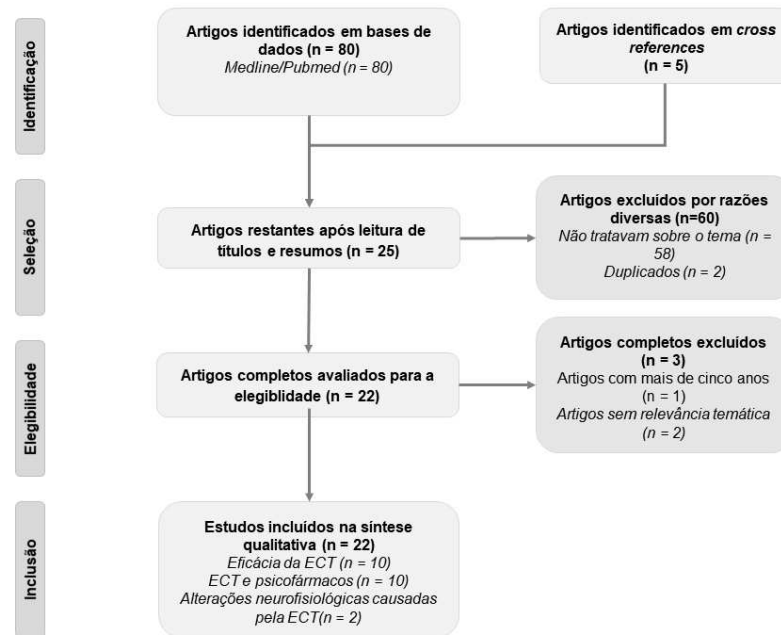 Identificação
Artigos identificados em bases de
dados (n = 80)
Medline/Pubmed (n = 80)
Artigos identificados em cross
references
(n = 5)
Seleção
Artigos restantes após leitura de
títulos e resumos (n = 25)
Artigos excluídos por razões
diversas (n=60)
Não tratavam sobre o tema (n =
58)
Duplicados (n = 2)
Elegibilidade
Artigos completos avaliados para a
elegiblidade (n = 22)
Artigos completos excluídos
(n = 3)
Artigos com mais de cinco anos
(n = 1)
Artigos sem relevância temática
(n = 2)
Inclusão
Estudos incluídos na síntese
qualitativa (n = 22)
Eficácia da ECT (n = 10)
ECT e psicofármacos (n = 10)
Alterações neurofisiológicas causadas
pela ECT(n = 2)